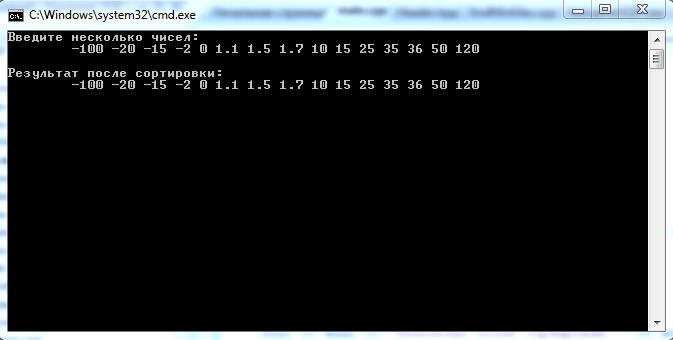 C:\Windows\system32\cmd.exe
Введите несколько чисел:
-100 -20 -15 -2 0 1.1 1.5 1.7 10 15 25 35 36 50 120
Результат после сортировки:
-100 -20 -15 -2 0 1.1 1.5 1.7 10 15 25 35 36 50 120